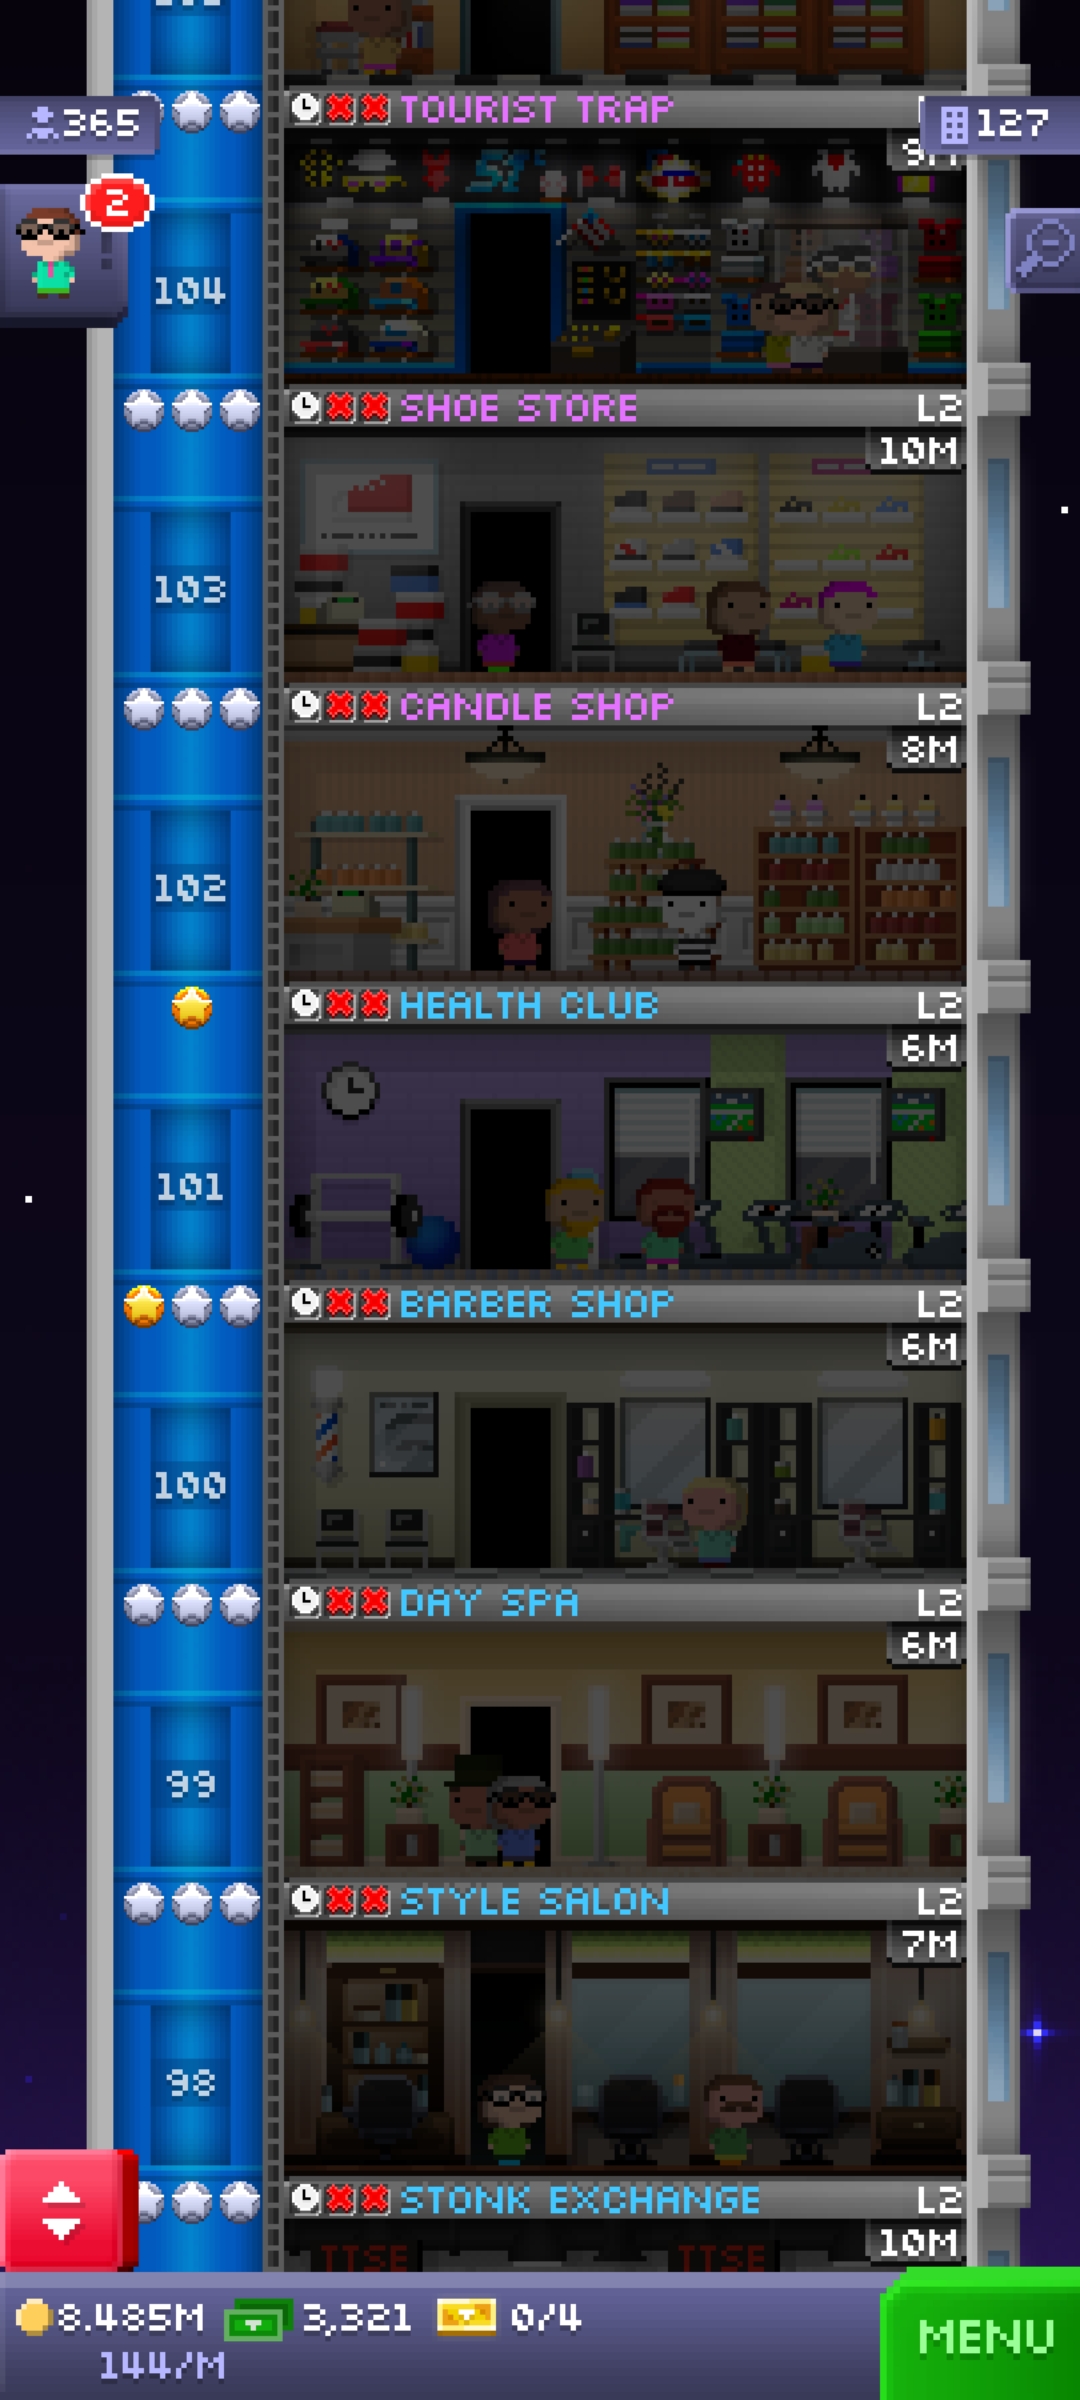 365
2
TOURIST TRAP
127
104
SHOE STORE L2
10M
103
CANDLE SHOP L2
8M
102
HEALTH CLUB L2
6M
101
BARBER SHOP L2
6M
100
DAY SPA L2
6M
99
STYLE SALON L2
7M
98
STONK EXCHANGE L2
10M
TTSE TTSE
8.485M 3,321 0/4
144/M
MENU